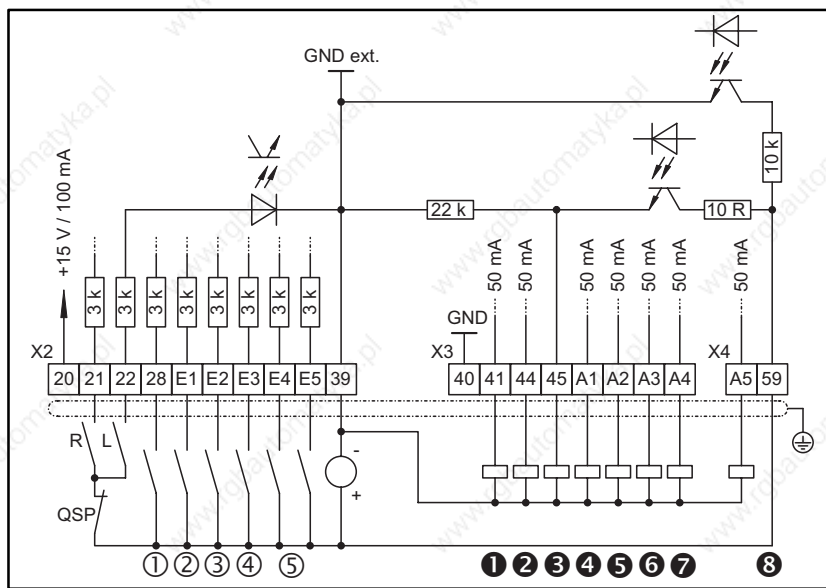 GND ext.
10 k
22 k
10 R
+15 V / 100 mA
3 k
3 k
3 k
3 k
3 k
3 k
3 k
3 k
50 mA
50 mA
50 mA
50 mA
50 mA
50 mA
50 mA
GND
X2
X3
X4
20 21 22 28 E1 E2 E3 E4 E5 39
40 41 44 45 A1 A2 A3 A4
A5 59
R L
-
+
QSP
① ② ③ ④ ⑤
❶ ❷ ❸ ❹ ❺ ❻ ❼ ❽
www.rgbautomatyka.pl